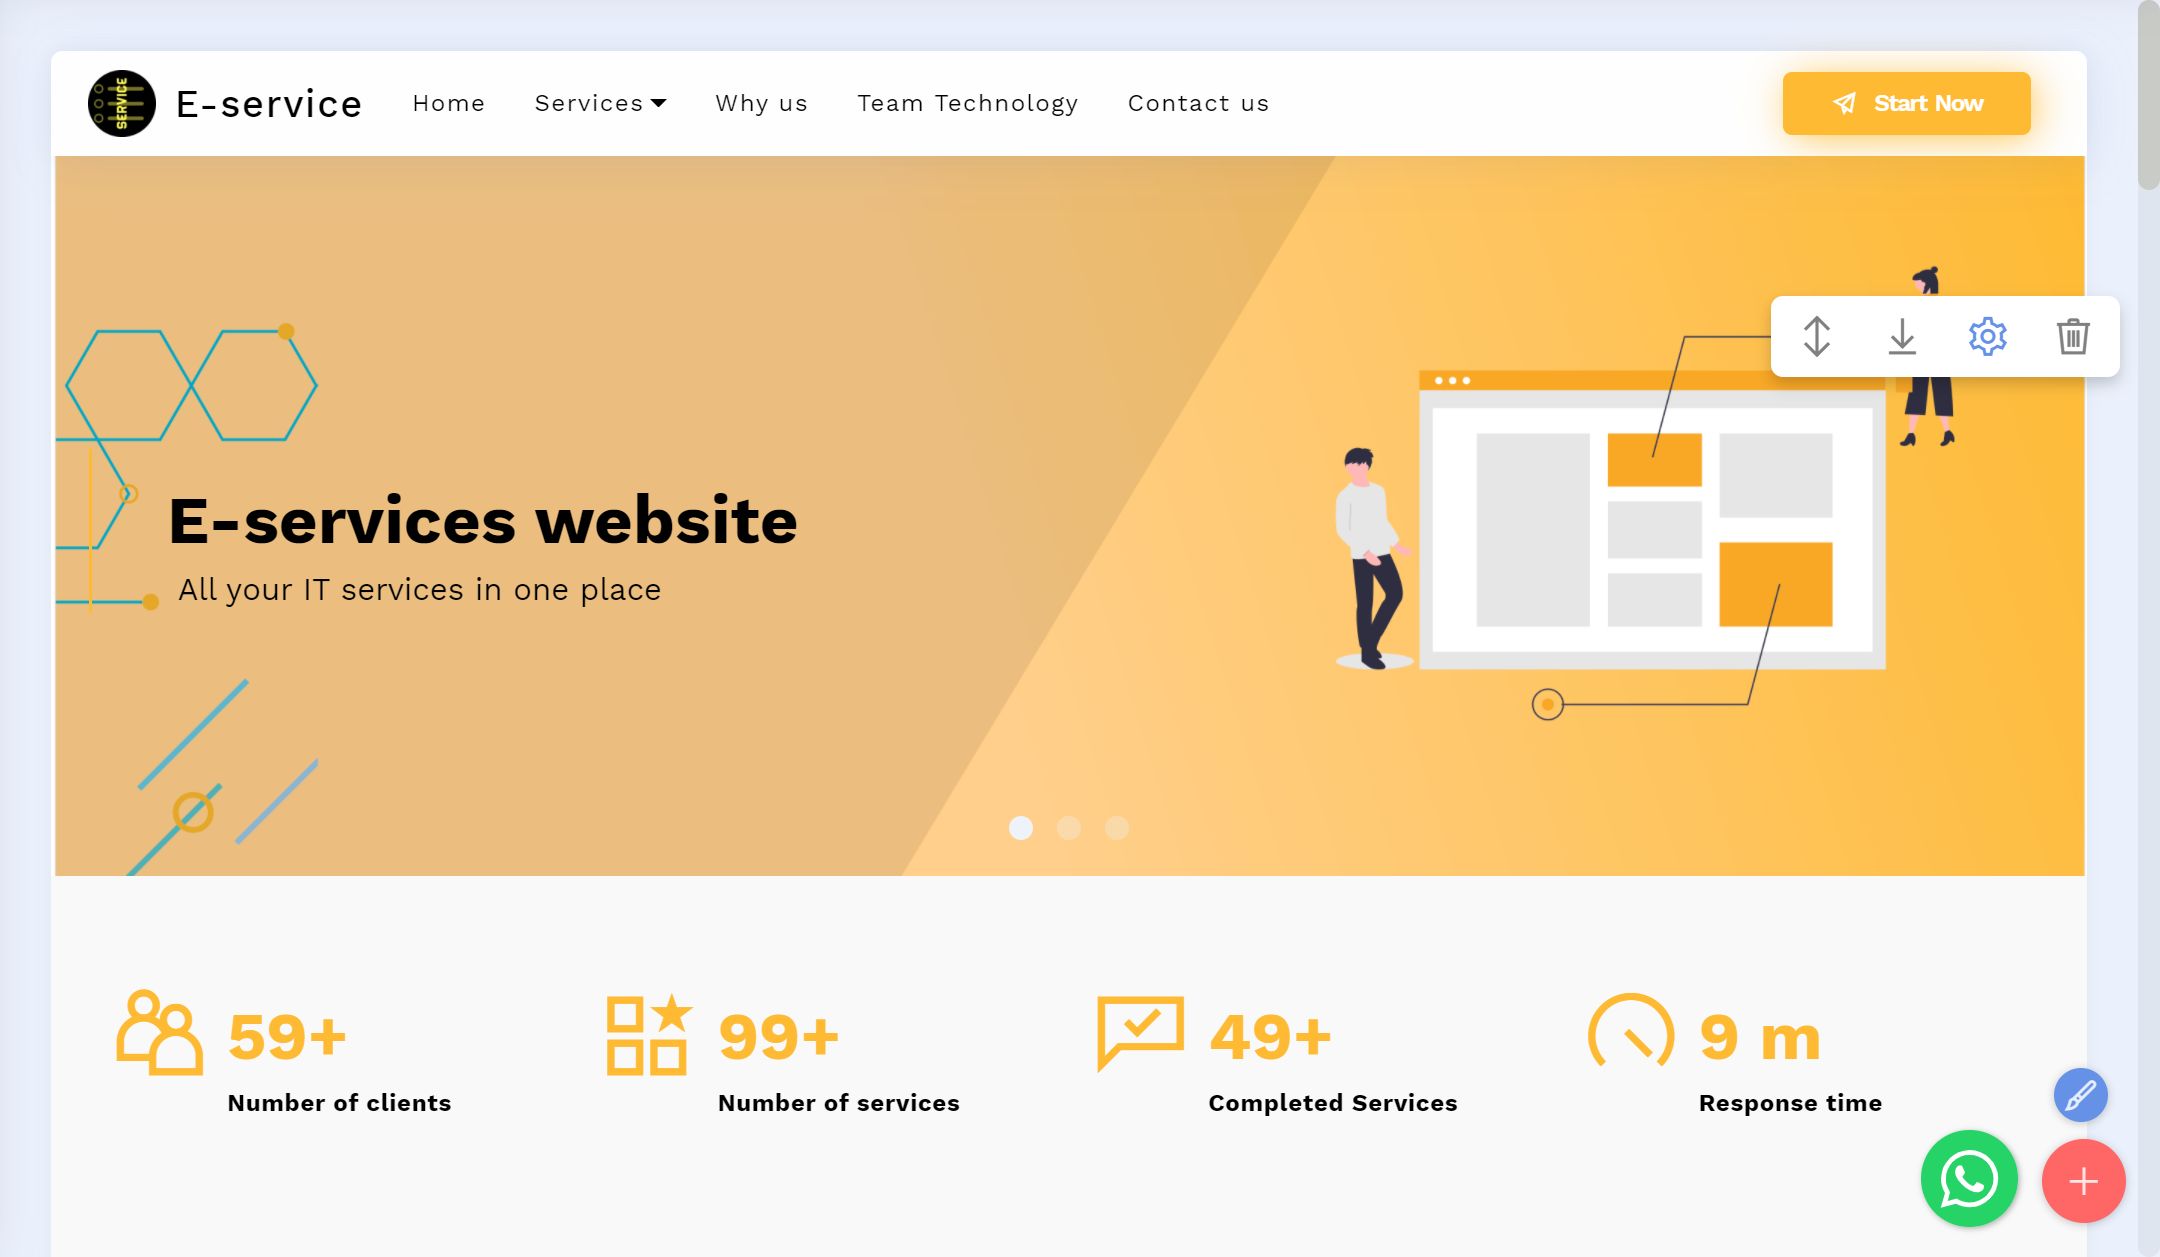 SERVICE
E-service
Home
Services
Why us
Team Technology
Contact us
Start Now
E-services website
All your IT services in one place
59+
Number of clients
99+
Number of services
49+
Completed Services
9 m
Response time